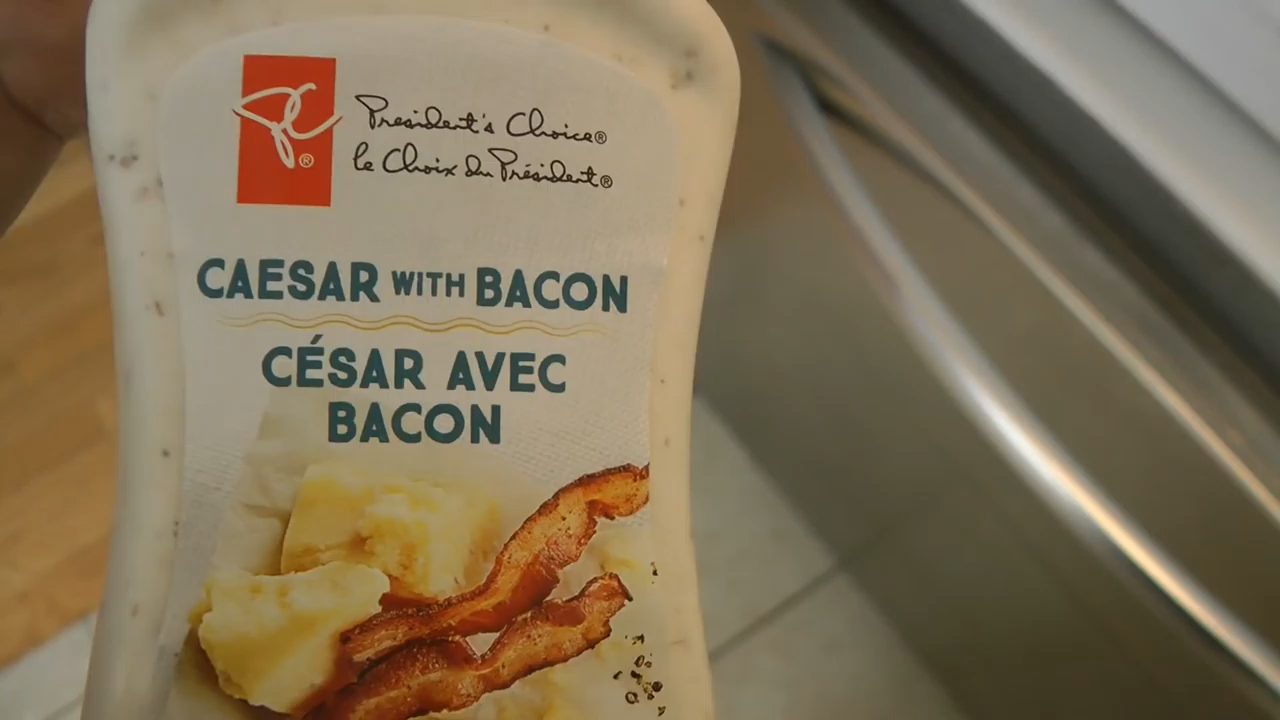 President's Choice®
le Choix du Président®
CAESAR WITH BACON
CÉSAR AVEC
BACON